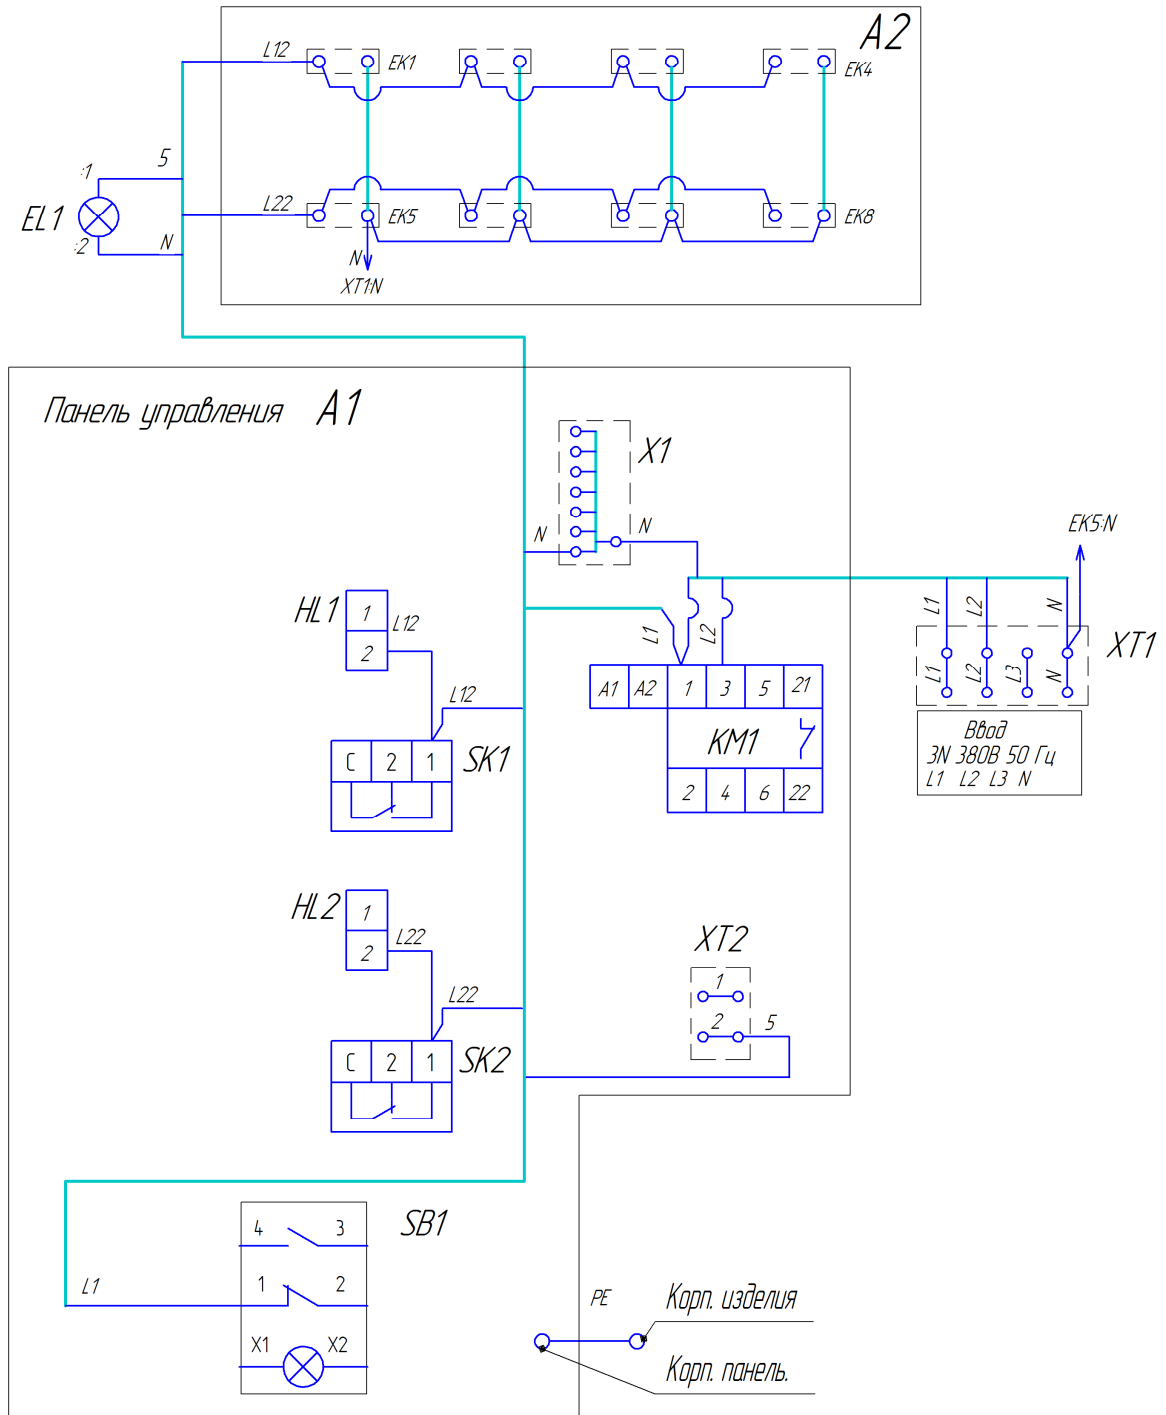 A2
L12
EK1
EK4
5
:1
EL1
L22
EK5
EK8
:2
N
N
XT1:N
Панель управления A1
X1
N
N
EK5:N
HL1
1
L12
2
L1
L2
L1
L2
N
XT1
L1
L2
L3
N
L12
A1 A2 1 3 5 21
C 2 1
SK1
KM1
2 4 6 22
Ввод
3N 380В 50 Гц
L1 L2 L3 N
HL2
1
L22
2
XT2
1
2
5
L22
C 2 1
SK2
4 3
SB1
L1
1 2
X1 X2
PE
Корп. изделия
Корп. панель.